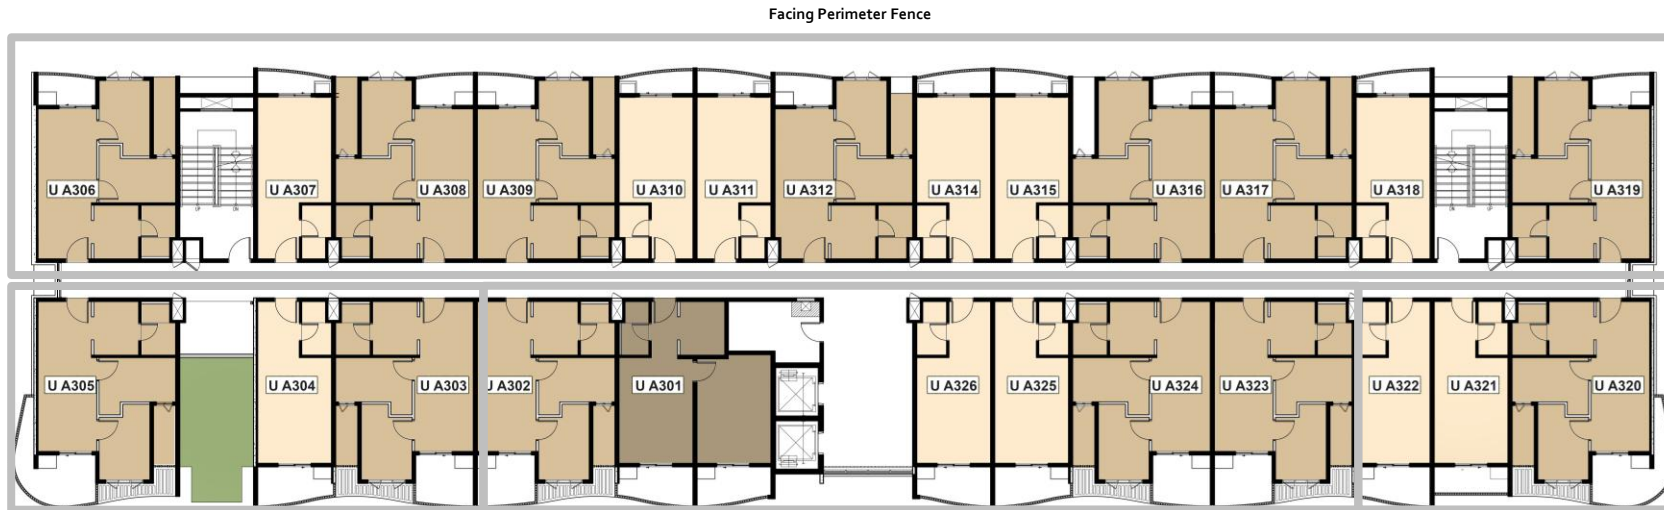 Facing Perimeter Fence
U A306
U A307
U A308
U A309
U A310
U A311
U A312
U A314
U A315
U A316
U A317
U A318
U A319
U A305
U A304
U A303
U A302
U A301
U A326
U A325
U A324
U A323
U A322
U A321
U A320